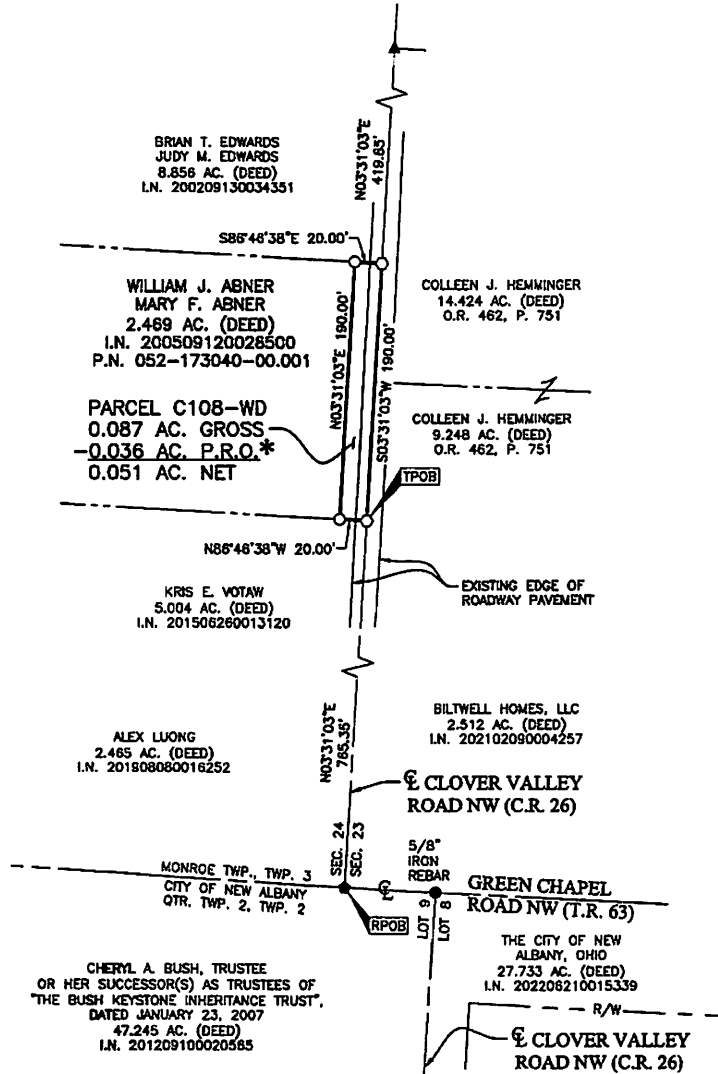 BRIAN T. EDWARDS
JUDY M. EDWARDS
8.856 AC. (DEED)
I.N. 200209130034351
N03°31'03"E
419.65'
S86°46'38"E 20.00'
WILLIAM J. ABNER
MARY F. ABNER
2.469 AC. (DEED)
I.N. 200509120028500
P.N. 052-173040-00.001
COLLEEN J. HEMMINGER
14.424 AC. (DEED)
O.R. 462, P. 751
N03°31'03"E 190.00'
S03°31'03"W 190.00'
PARCEL C108-WD
0.087 AC. GROSS
-0.036 AC. P.R.O.*
0.051 AC. NET
COLLEEN J. HEMMINGER
9.248 AC. (DEED)
O.R. 462, P. 751
TPOB
N86°46'38"W 20.00'
KRIS E. VOTAW
5.004 AC. (DEED)
I.N. 201506260013120
EXISTING EDGE OF
ROADWAY PAVEMENT
ALEX LUONG
2.465 AC. (DEED)
I.N. 201908080016252
N03°31'03"E
765.35'
BILTWELL HOMES, LLC
2.512 AC. (DEED)
I.N. 202102090004257
℄ CLOVER VALLEY
ROAD NW (C.R. 26)
SEC. 24
SEC. 23
5/8"
IRON
REBAR
MONROE TWP., TWP. 3
CITY OF NEW ALBANY
QTR. TWP. 2, TWP. 2
℄
GREEN CHAPEL
ROAD NW (T.R. 63)
RPOB
LOT 9
LOT 8
THE CITY OF NEW
ALBANY, OHIO
27.733 AC. (DEED)
I.N. 202206210015339
CHERYL A. BUSH, TRUSTEE
OR HER SUCCESSOR(S) AS TRUSTEES OF
"THE BUSH KEYSTONE INHERITANCE TRUST",
DATED JANUARY 23, 2007
47.245 AC. (DEED)
I.N. 201209100020565
R/W
℄ CLOVER VALLEY
ROAD NW (C.R. 26)